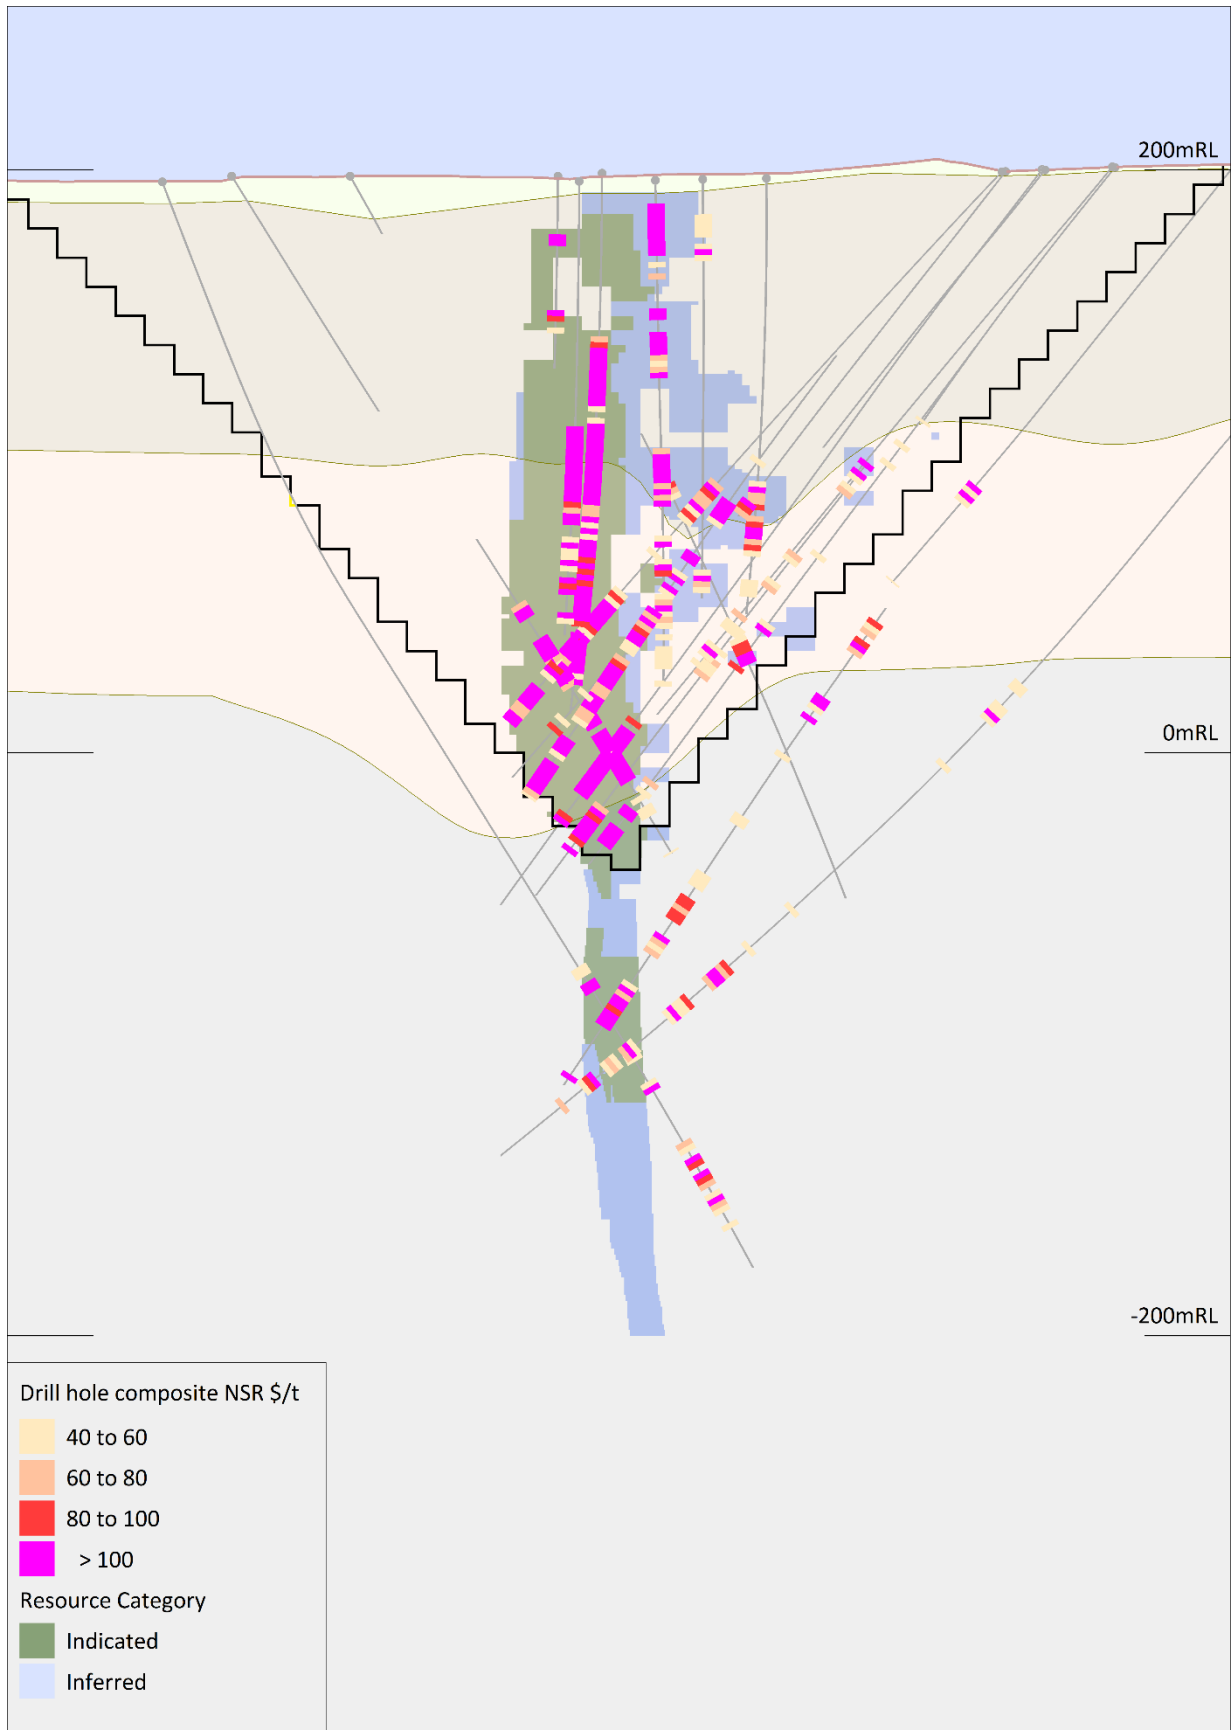 200mRL
0mRL
-200mRL
Drill hole composite NSR $/t
40 to 60
60 to 80
80 to 100
> 100
Resource Category
Indicated
Inferred